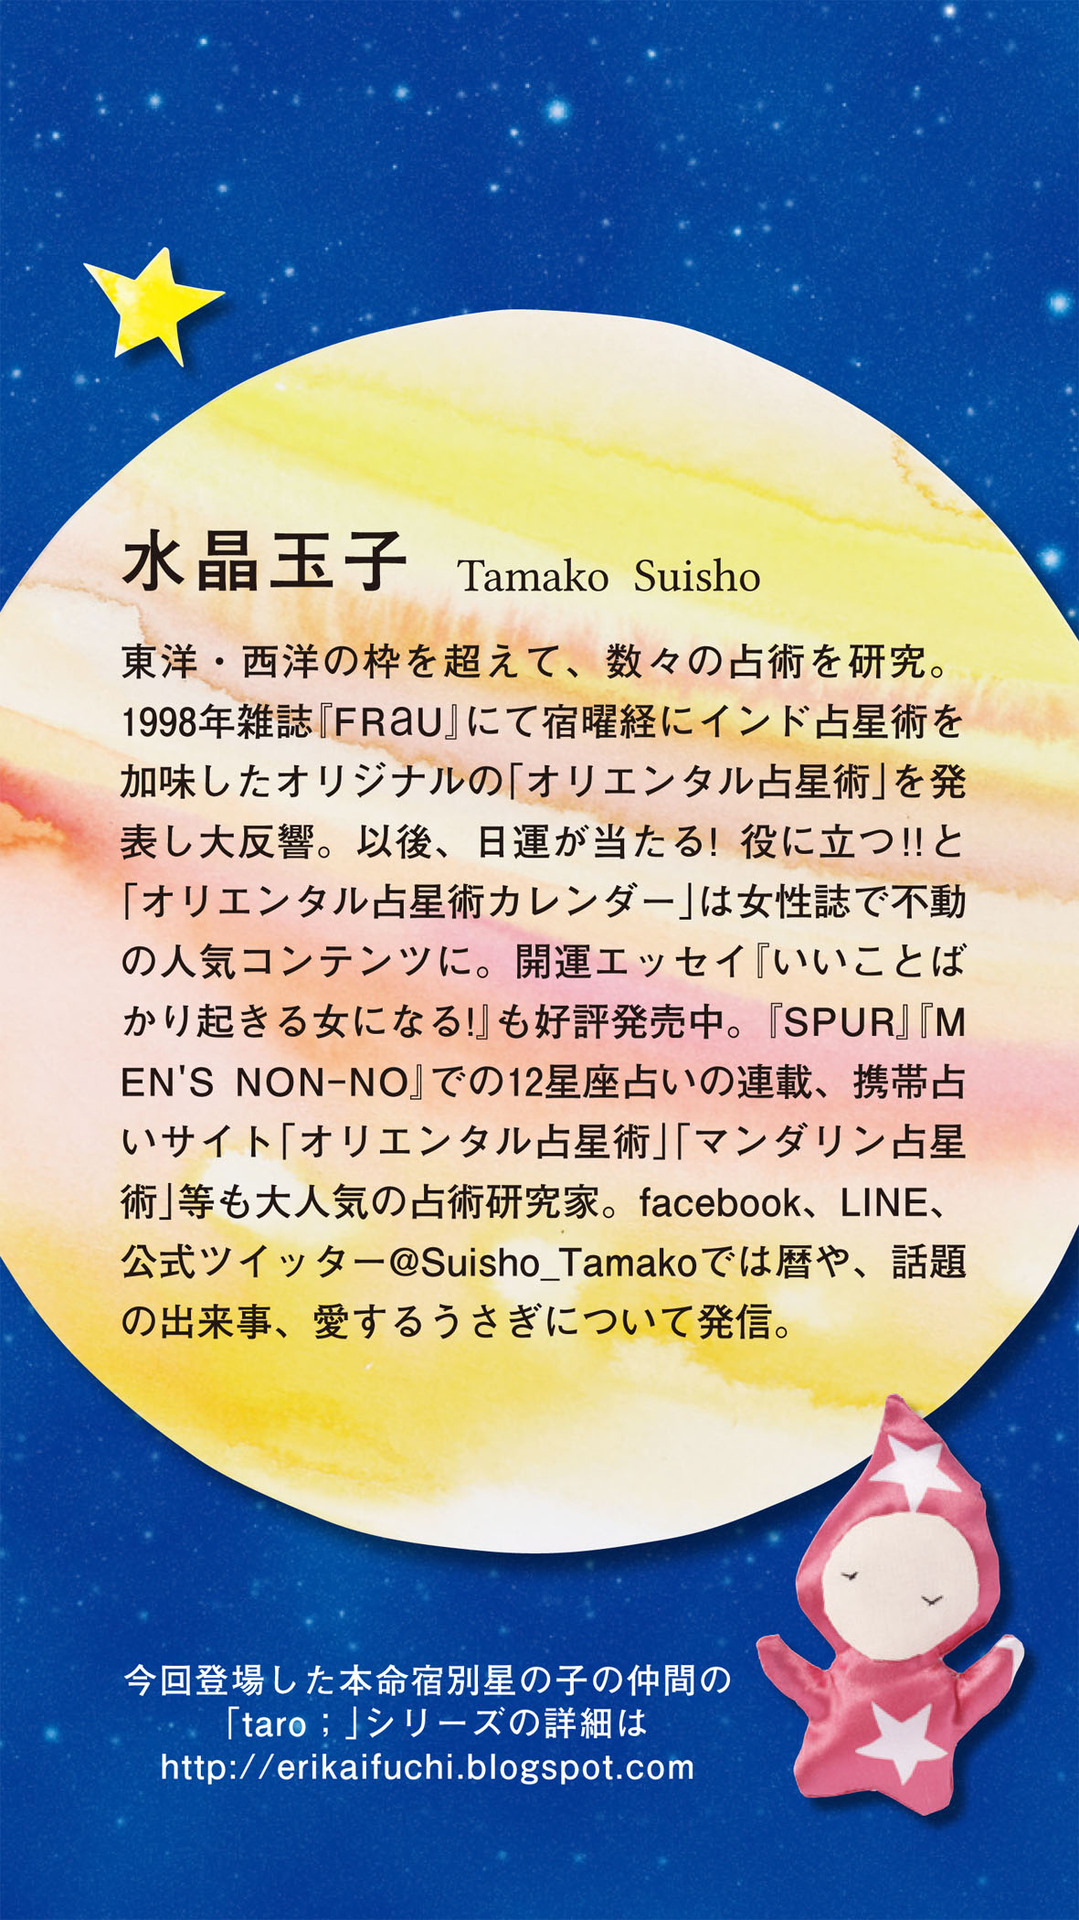 水晶玉子 Tamako Suisho
東洋・西洋の枠を超えて、数々の占術を研究。
1998年雑誌『FRaU』にて宿曜経にインド占星術を
加味したオリジナルの「オリエンタル占星術」を発
表し大反響。以後、日運が当たる! 役に立つ!!と
「オリエンタル占星術カレンダー」は女性誌で不動
の人気コンテンツに。開運エッセイ『いいことば
かり起きる女になる!』も好評発売中。『SPUR』『M
EN'S NON-NO』での12星座占いの連載、携帯占
いサイト「オリエンタル占星術」「マンダリン占星
術」等も大人気の占術研究家。facebook、LINE、
公式ツイッター@Suisho_Tamakoでは暦や、話題
の出来事、愛するうさぎについて発信。
今回登場した本命宿別星の子の仲間の
「taro；」シリーズの詳細は
http://erikaifuchi.blogspot.com